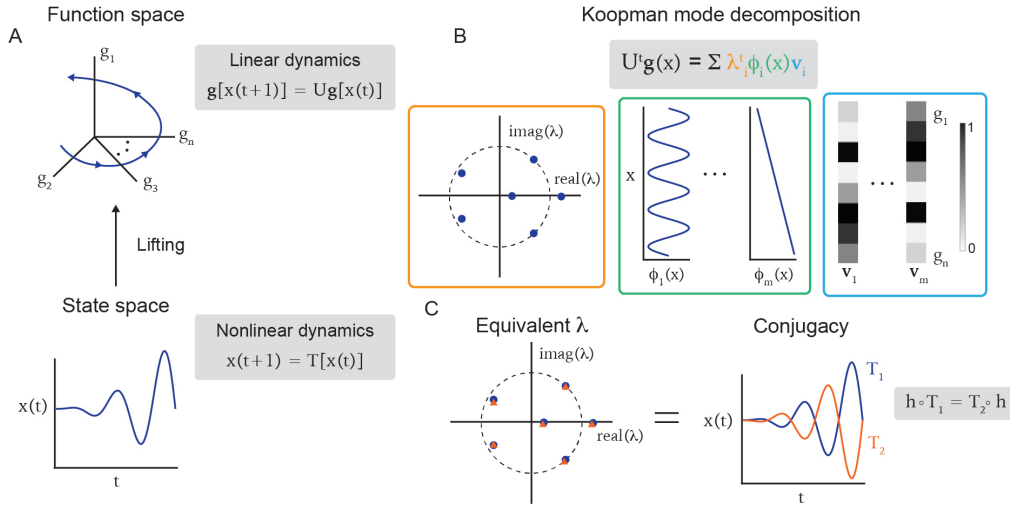 Function space
A
g₁
gₙ
g₂
g₃
Linear dynamics
g[x(t+1)] = Ug[x(t)]
Lifting
State space
x(t)
t
Nonlinear dynamics
x(t+1) = T[x(t)]
Koopman mode decomposition
B
Uᵗg(x) = Σ λᵢᵗϕᵢ(x)vᵢ
imag(λ)
real(λ)
x
...
ϕ₁(x)
ϕₘ(x)
g₁
gₙ
...
1
0
v₁
vₘ
C
Equivalent λ
imag(λ)
real(λ)
=
Conjugacy
x(t)
T₁
T₂
t
h∘T₁ = T₂∘h